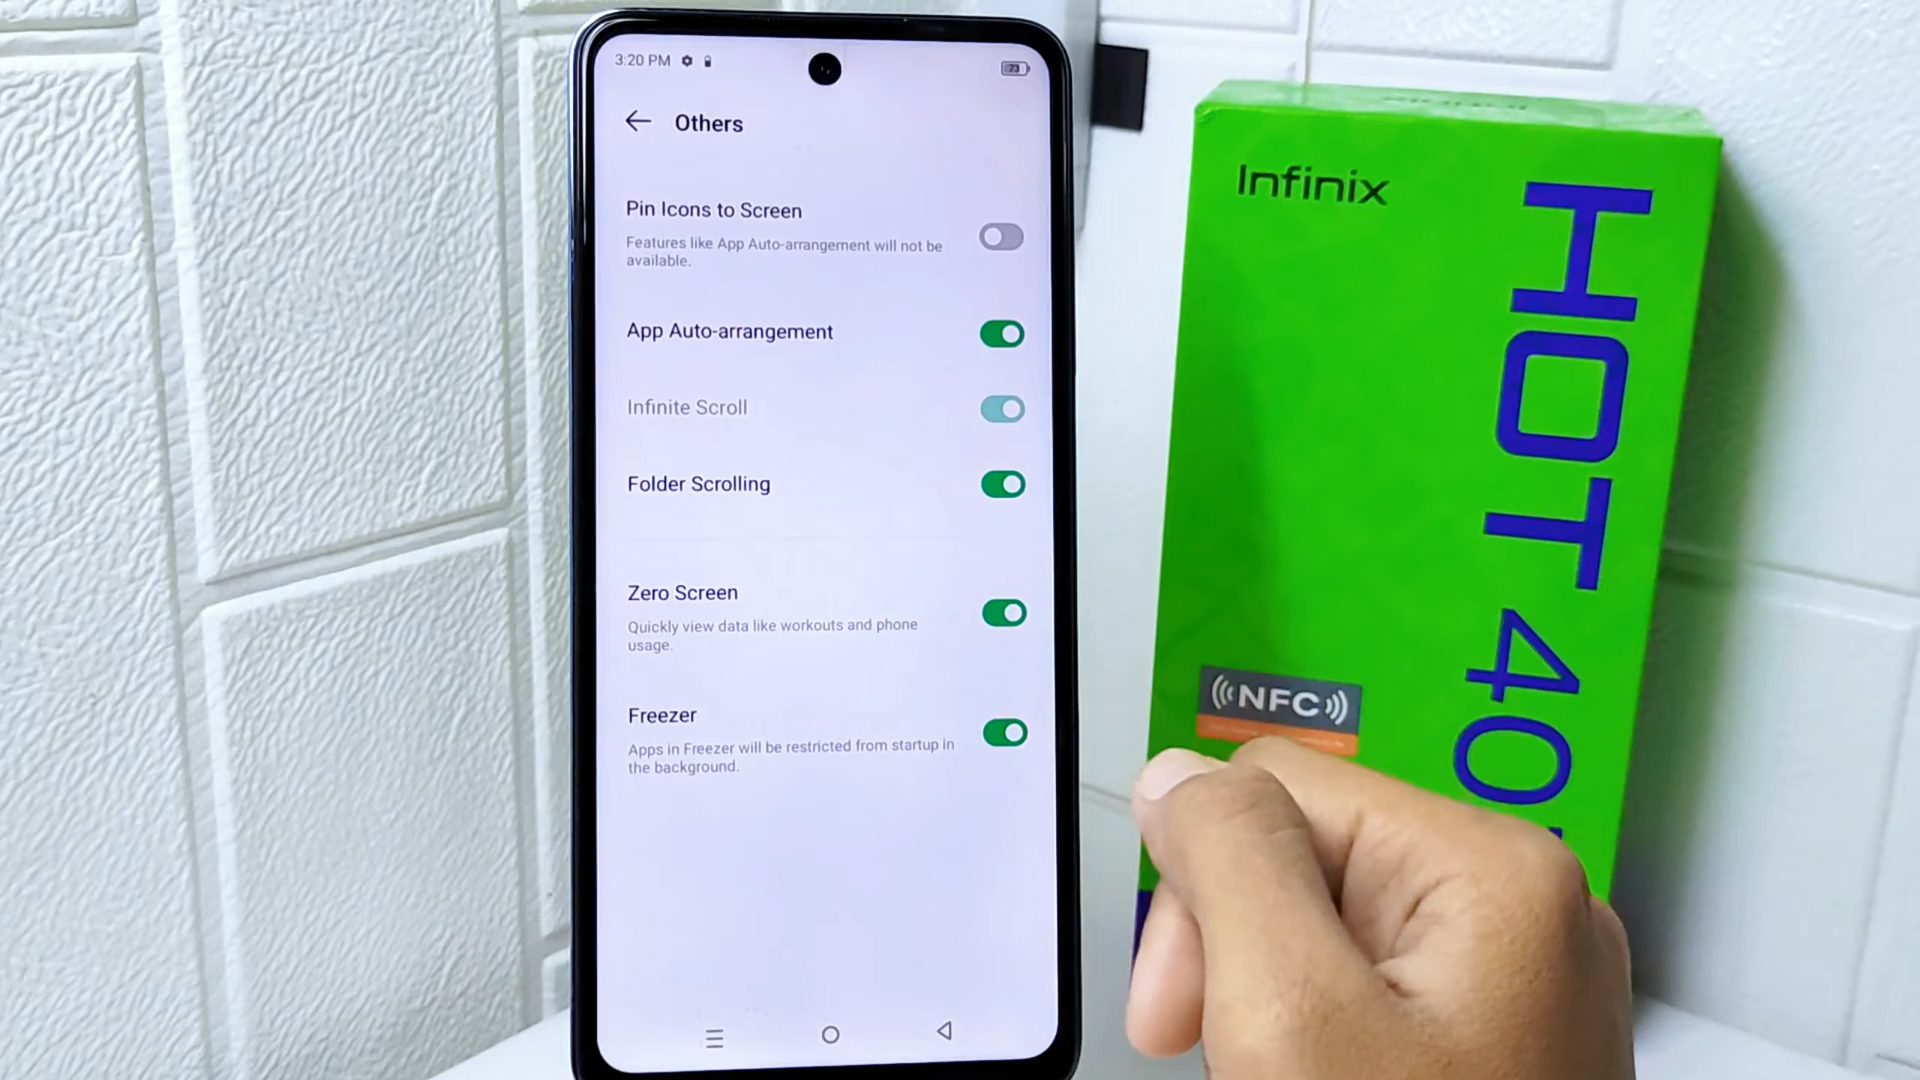 3:20 PM
73
Others
Pin Icons to Screen
Features like App Auto-arrangement will not be
available.
App Auto-arrangement
Infinite Scroll
Folder Scrolling
Zero Screen
Quickly view data like workouts and phone
usage.
Freezer
Apps in Freezer will be restricted from startup in
the background.
Infinix
HOT 40
NFC